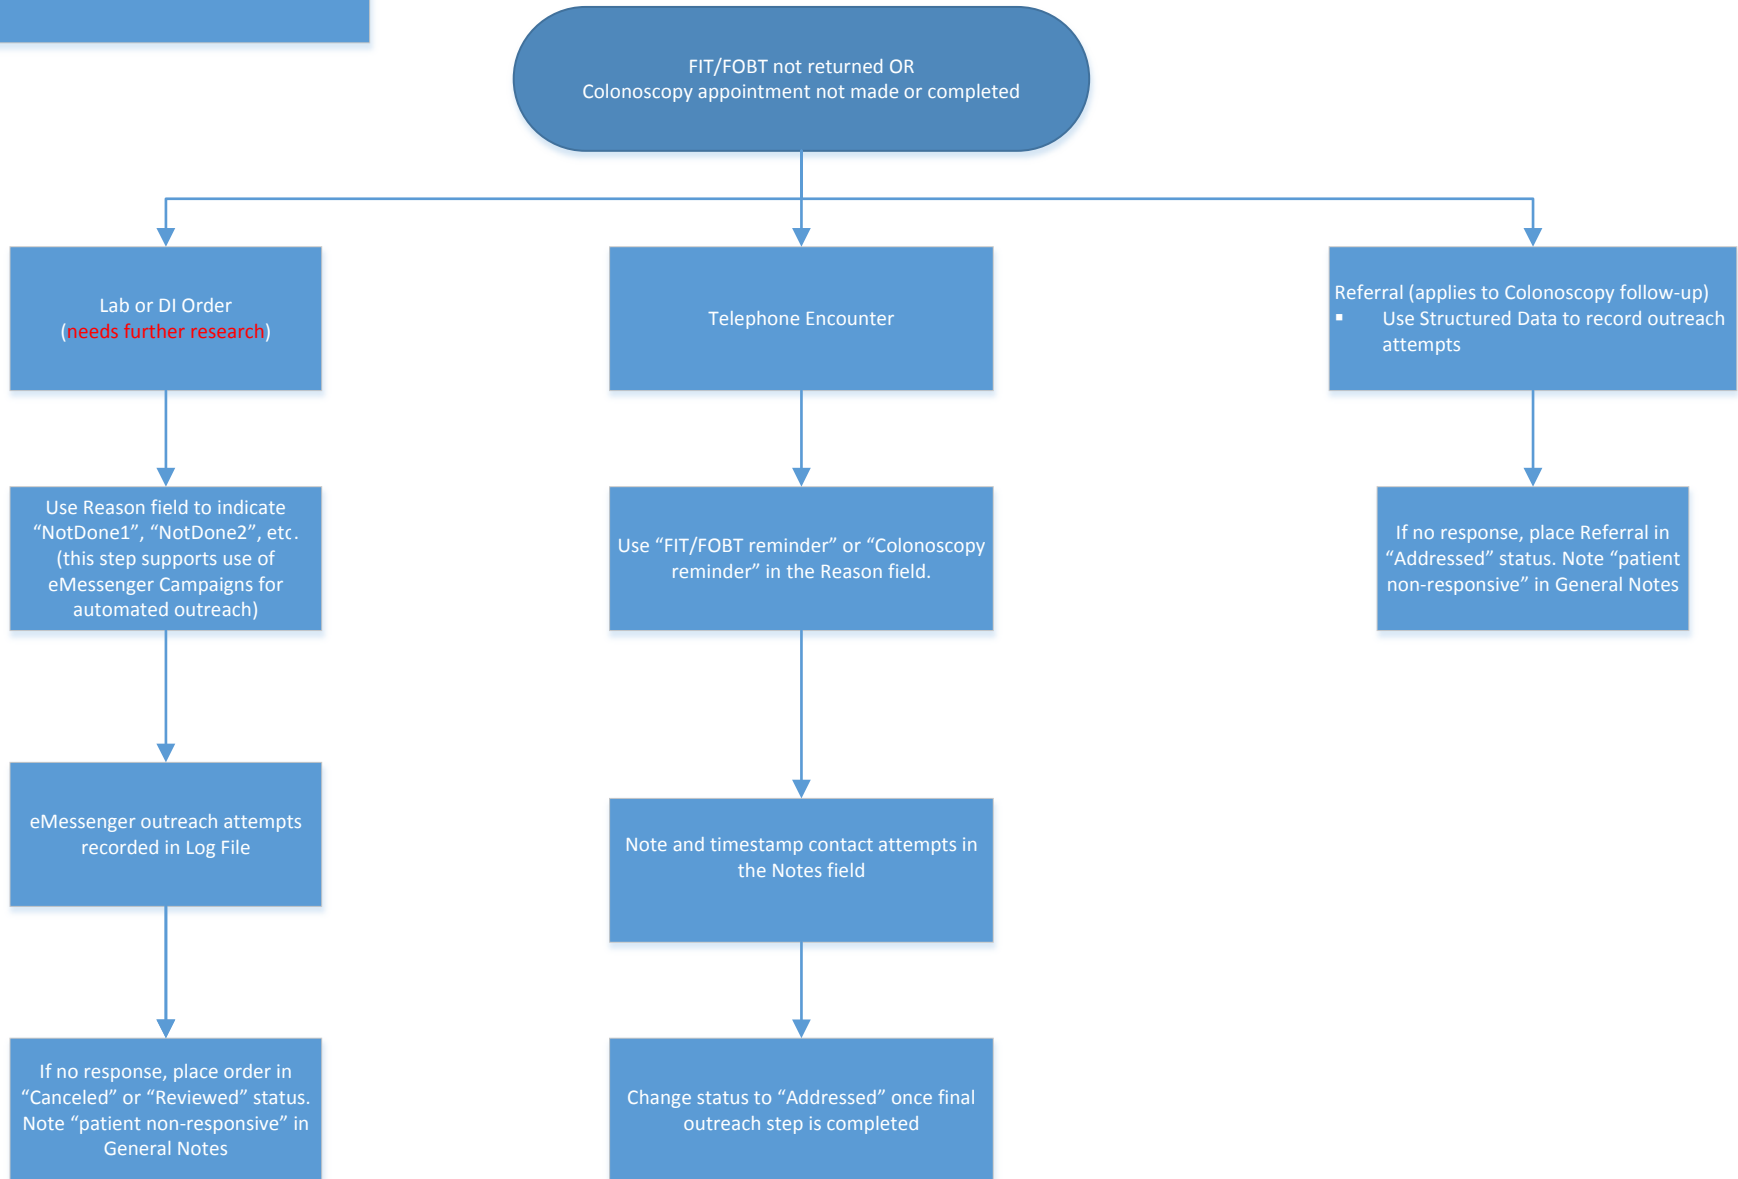 FIT/FOBT not returned OR
Colonoscopy appointment not made or completed
Lab or DI Order
(needs further research)
Telephone Encounter
Referral (applies to Colonoscopy follow-up)
▪ Use Structured Data to record outreach
attempts
Use Reason field to indicate
“NotDone1”, “NotDone2”, etc.
(this step supports use of
eMessenger Campaigns for
automated outreach)
Use “FIT/FOBT reminder” or “Colonoscopy
reminder” in the Reason field.
If no response, place Referral in
“Addressed” status. Note “patient
non-responsive” in General Notes
eMessenger outreach attempts
recorded in Log File
Note and timestamp contact attempts in
the Notes field
If no response, place order in
“Canceled” or “Reviewed” status.
Note “patient non-responsive” in
General Notes
Change status to “Addressed” once final
outreach step is completed